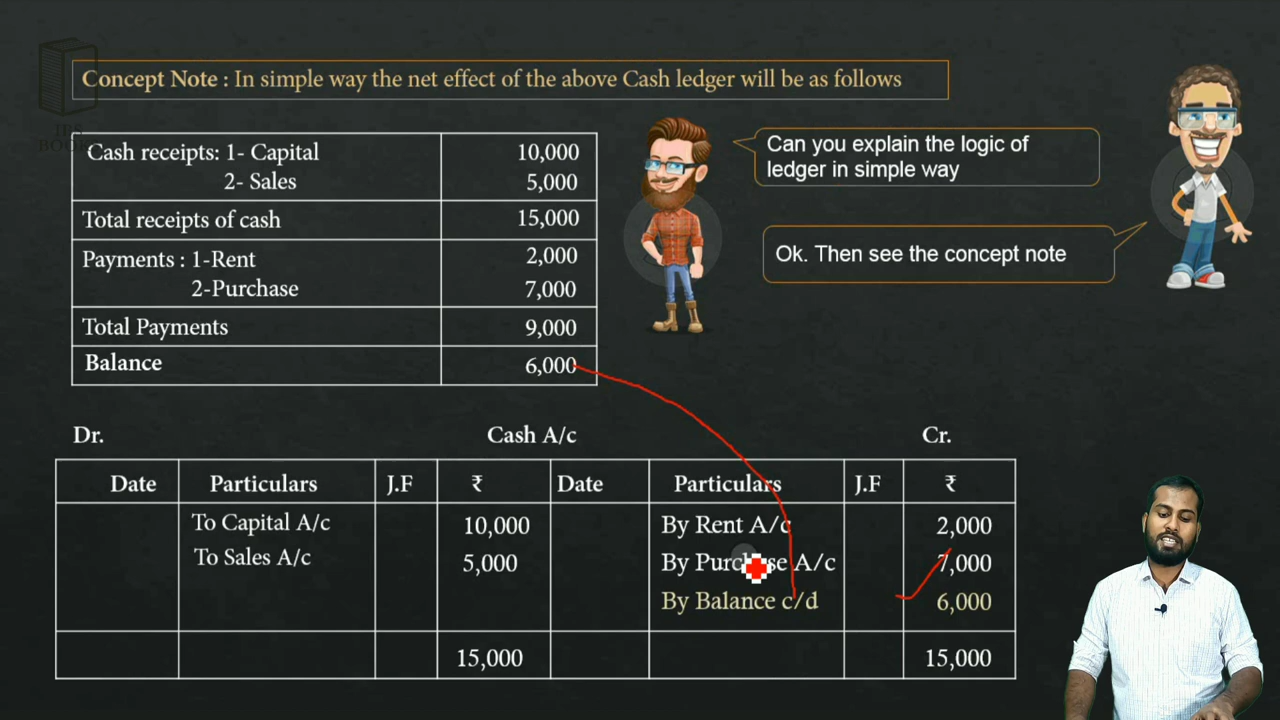 Concept Note : In simple way the net effect of the above Cash ledger will be as follows
BOOK
Cash receipts: 1- Capital 10,000
2- Sales 5,000
Total receipts of cash 15,000
Payments : 1-Rent 2,000
2-Purchase 7,000
Total Payments 9,000
Balance 6,000
Can you explain the logic of
ledger in simple way
Ok. Then see the concept note
Dr. Cash A/c Cr.
Date Particulars J.F ₹ Date Particulars J.F ₹
To Capital A/c 10,000 By Rent A/c 2,000
To Sales A/c 5,000 By Purchase A/c 7,000
By Balance c/d 6,000
15,000 15,000